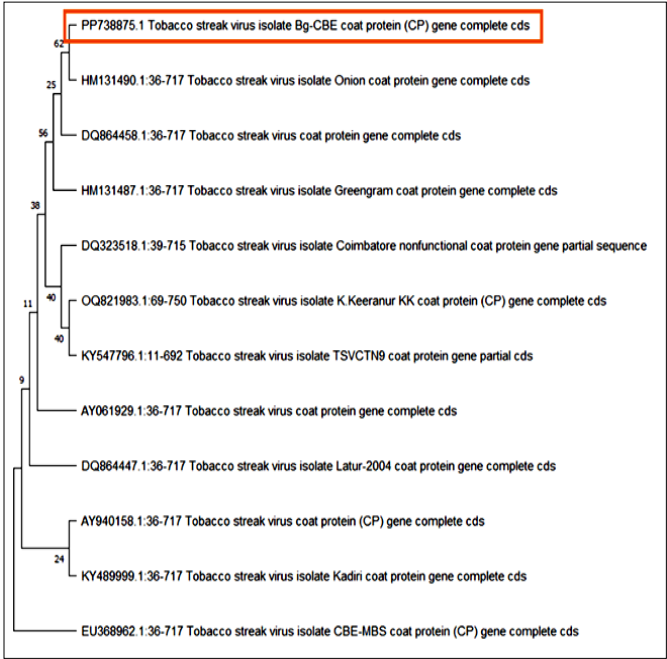 PP738875.1 Tobacco streak virus isolate Bg-CBE coat protein (CP) gene complete cds
62
HM131490.1:36-717 Tobacco streak virus isolate Onion coat protein gene complete cds
25
DQ864458.1:36-717 Tobacco streak virus coat protein gene complete cds
56
HM131487.1:36-717 Tobacco streak virus isolate Greengram coat protein gene complete cds
38
DQ323518.1:39-715 Tobacco streak virus isolate Coimbatore nonfunctional coat protein gene partial sequence
40
11
OQ821983.1:69-750 Tobacco streak virus isolate K.Keeranur KK coat protein (CP) gene complete cds
40
KY547796.1:11-692 Tobacco streak virus isolate TSVCTN9 coat protein gene partial cds
9
AY061929.1:36-717 Tobacco streak virus coat protein gene complete cds
DQ864447.1:36-717 Tobacco streak virus isolate Latur-2004 coat protein gene complete cds
AY940158.1:36-717 Tobacco streak virus coat protein (CP) gene complete cds
24
KY489999.1:36-717 Tobacco streak virus isolate Kadiri coat protein gene complete cds
EU368962.1:36-717 Tobacco streak virus isolate CBE-MBS coat protein (CP) gene complete cds